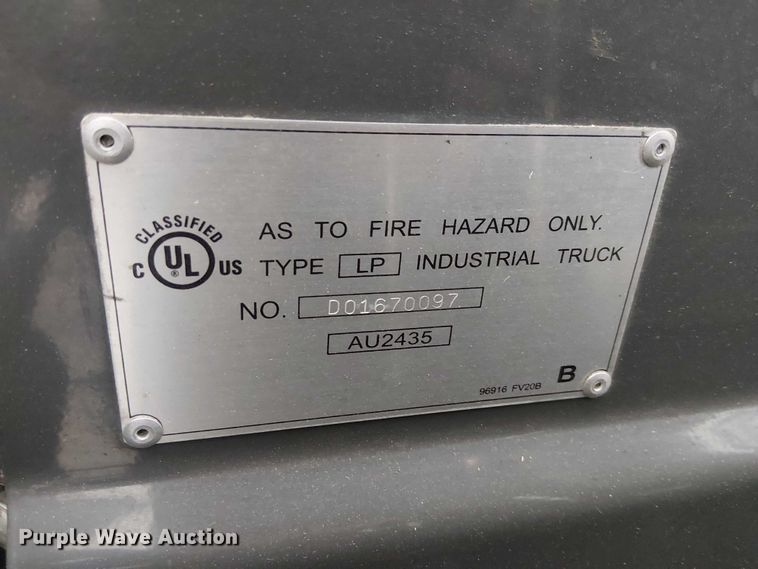 CLASSIFIED
C UL ® US
AS TO FIRE HAZARD ONLY.
TYPE LP INDUSTRIAL TRUCK
NO. D01670097
AU2435
96916 FV20B B
Purple Wave Auction